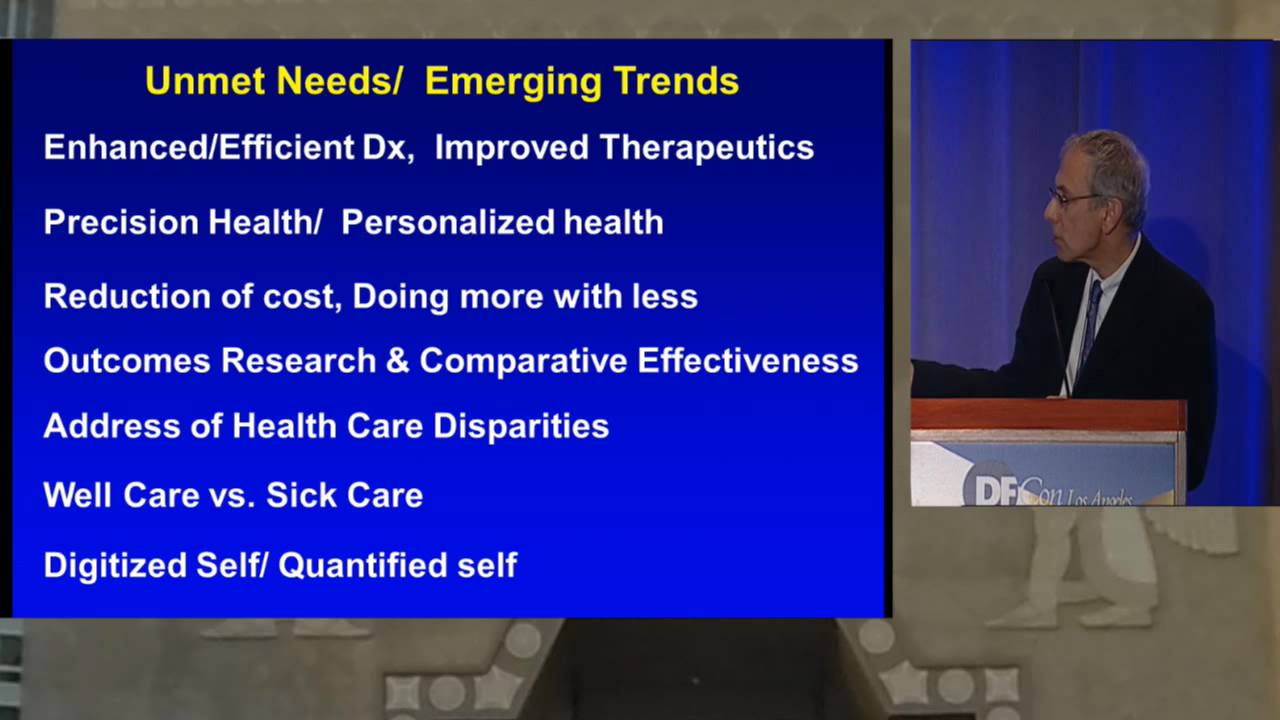 Unmet Needs/ Emerging Trends
Enhanced/Efficient Dx, Improved Therapeutics
Precision Health/ Personalized health
Reduction of cost, Doing more with less
Outcomes Research & Comparative Effectiveness
Address of Health Care Disparities
Well Care vs. Sick Care
Digitized Self/ Quantified self
DFCon Los Angeles